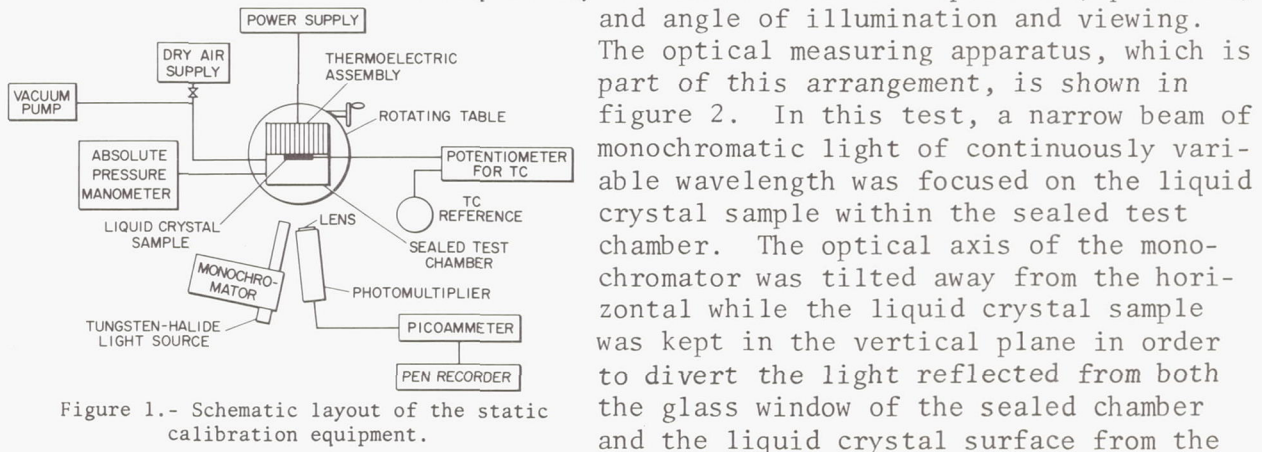 POWER SUPPLY
DRY AIR
SUPPLY
THERMOELECTRIC
ASSEMBLY
VACUUM
PUMP
ROTATING TABLE
ABSOLUTE
PRESSURE
MANOMETER
POTENTIOMETER
FOR TC
TC
REFERENCE
LIQUID CRYSTAL
SAMPLE
LENS
SEALED TEST
CHAMBER
MONOCHRO-
MATOR
PHOTOMULTIPLIER
TUNGSTEN-HALIDE
LIGHT SOURCE
PICOAMMETER
PEN RECORDER
Figure 1.- Schematic layout of the static
calibration equipment.
and angle of illumination and viewing.
The optical measuring apparatus, which is
part of this arrangement, is shown in
figure 2. In this test, a narrow beam of
monochromatic light of continuously vari-
able wavelength was focused on the liquid
crystal sample within the sealed test
chamber. The optical axis of the mono-
chromator was tilted away from the hori-
zontal while the liquid crystal sample
was kept in the vertical plane in order
to divert the light reflected from both
the glass window of the sealed chamber
and the liquid crystal surface from the